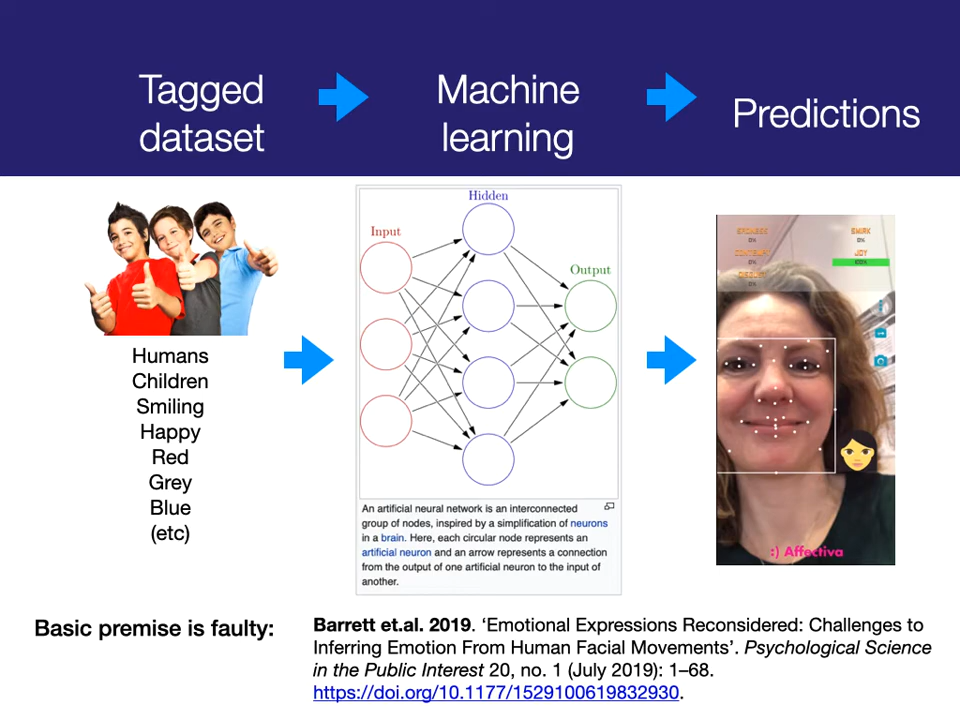 Tagged
dataset
Machine
learning
Predictions
Humans
Children
Smiling
Happy
Red
Grey
Blue
(etc)
Hidden
Input
Output
An artificial neural network is an interconnected
group of nodes, inspired by a simplification of neurons
in a brain. Here, each circular node represents an
artificial neuron and an arrow represents a connection
from the output of one artificial neuron to the input of
another.
SMIRK
0%
0%
JOY
0%
0%
:) Affectiva
Basic premise is faulty:
Barrett et.al. 2019. ‘Emotional Expressions Reconsidered: Challenges to
Inferring Emotion From Human Facial Movements’. Psychological Science
in the Public Interest 20, no. 1 (July 2019): 1–68.
https://doi.org/10.1177/1529100619832930.